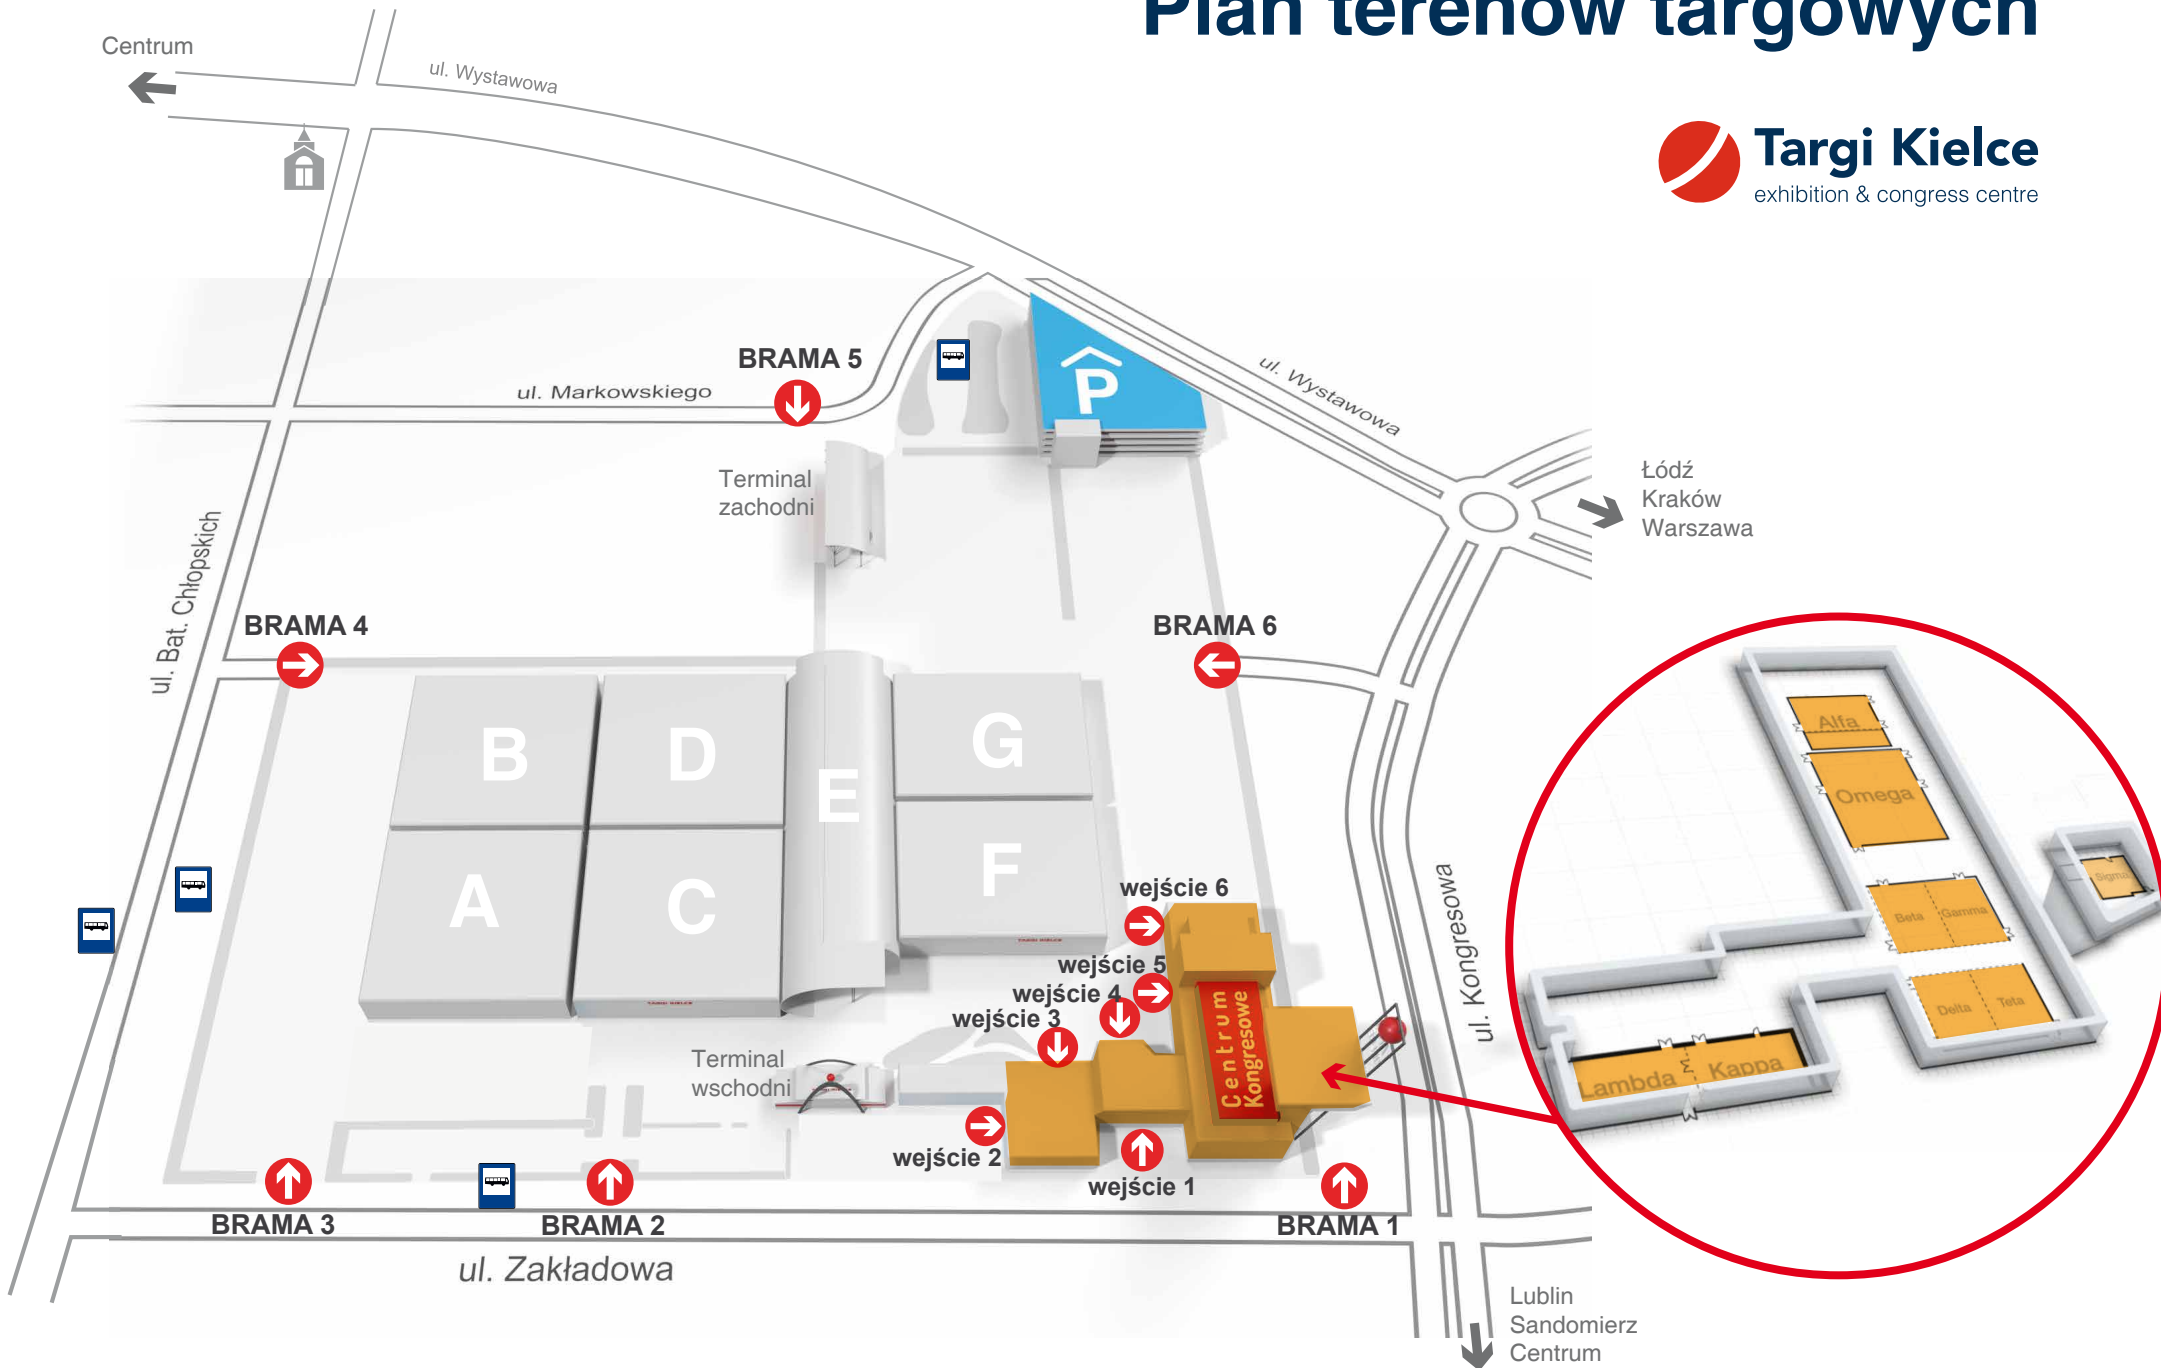 Plan terenów targowych
Centrum
ul. Wystawowa
Targi Kielce
exhibition & congress centre
BRAMA 5
ul. Markowskiego
P
ul. Wystawowa
Terminal
zachodni
Łódź
Kraków
Warszawa
ul. Bat. Chłopskich
BRAMA 4
BRAMA 6
B
D
E
G
A
C
F
Alfa
Omega
Beta
Gamma
Sigma
Delta
Teta
Lambda
Kappa
wejście 6
wejście 5
wejście 4
wejście 3
Centrum
Kongresowe
ul. Kongresowa
Terminal
wschodni
wejście 2
wejście 1
BRAMA 3
BRAMA 2
BRAMA 1
ul. Zakładowa
Lublin
Sandomierz
Centrum